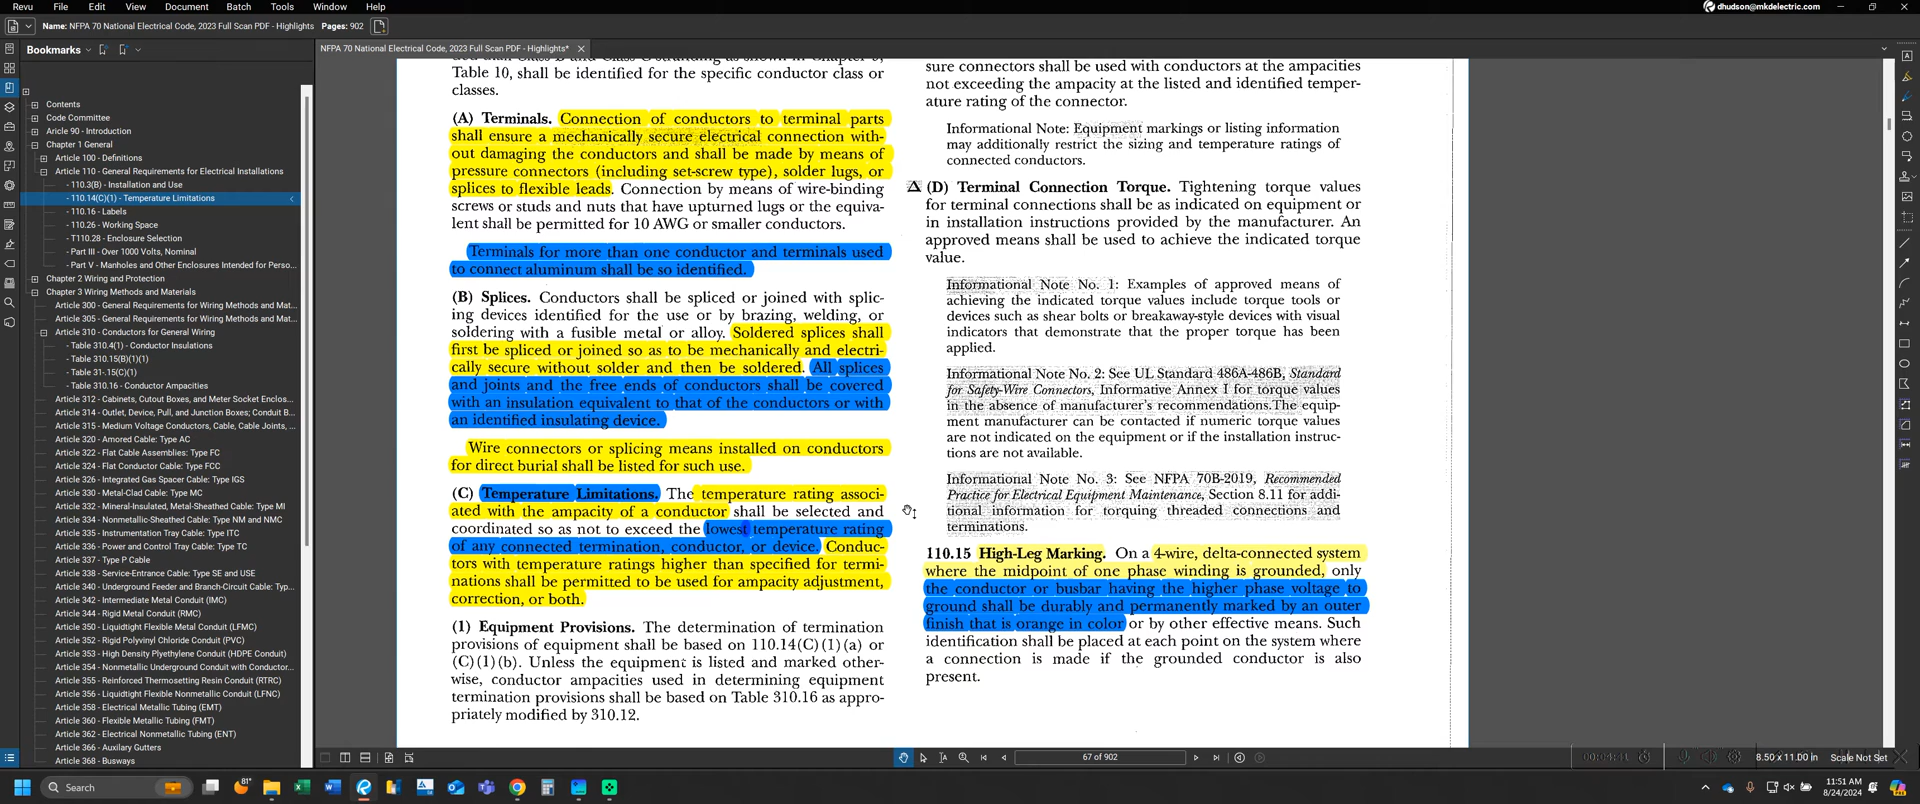 Revu File Edit View Document Batch Tools Window Help
dhudson@mkdelectric.com
Name: NFPA 70 National Electrical Code, 2023 Full Scan PDF - Highlights Pages: 902
Bookmarks
NFPA 70 National Electrical Code, 2023 Full Scan PDF - Highlights*
Contents
Code Committee
Aricle 90 - Introduction
Chapter 1 General
Article 100 - Definitions
Article 110 - General Requirements for Electrical Installations
- 110.3(B) - Installation and Use
- 110.14(C)(1) - Temperature Limitations
- 110.16 - Labels
- 110.26 - Working Space
- T110.28 - Enclosure Selection
- Part III - Over 1000 Volts, Nominal
- Part V - Manholes and Other Enclosures Intended for Perso...
Chapter 2 Wiring and Protection
Chapter 3 Wiring Methods and Materials
Article 300 - General Requirements for Wiring Methods and Mat...
Article 305 - General Requirements for Wiring Methods and Mat...
Article 310 - Conductors for General Wiring
- Table 310.4(1) - Conductor Insulations
- Table 310.15(B)(1)(1)
- Table 31-.15(C)(1)
- Table 310.16 - Conductor Ampacities
Article 312 - Cabinets, Cutout Boxes, and Meter Socket Enclos...
Article 314 - Outlet, Device, Pull, and Junction Boxes; Conduit B...
Article 315 - Medium Voltage Conductors, Cable, Cable Joints, ...
Article 320 - Amored Cable: Type AC
Article 322 - Flat Cable Assemblies: Type FC
Article 324 - Flat Conductor Cable: Type FCC
Article 326 - Integrated Gas Spacer Cable: Type IGS
Article 330 - Metal-Clad Cable: Type MC
Article 332 - Mineral-Insulated, Metal-Sheathed Cable: Type MI
Article 334 - Nonmetallic-Sheathed Cable: Type NM and NMC
Article 335 - Instrumentation Tray Cable: Type ITC
Article 336 - Power and Control Tray Cable: Type TC
Article 337 - Type P Cable
Article 338 - Service-Entrance Cable: Type SE and USE
Article 340 - Underground Feeder and Branch-Circuit Cable: Typ...
Article 342 - Intermediate Metal Conduit (IMC)
Article 344 - Rigid Metal Conduit (RMC)
Article 350 - Liquidtight Flexible Metal Conduit (LFMC)
Article 352 - Rigid Polyvinyl Chloride Conduit (PVC)
Article 353 - High Density Plyethylene Conduit (HDPE Conduit)
Article 354 - Nonmetallic Underground Conduit with Conductor...
Article 355 - Reinforced Thermosetting Resin Conduit (RTRC)
Article 356 - Liquidtight Flexible Nonmetallic Conduit (LFNC)
Article 358 - Electrical Metallic Tubing (EMT)
Article 360 - Flexible Metallic Tubing (FMT)
Article 362 - Electrical Nonmetallic Tubing (ENT)
Article 366 - Auxilary Gutters
Article 368 - Busways
Table 10, shall be identified for the specific conductor class or
classes.
(A) Terminals. Connection of conductors to terminal parts
shall ensure a mechanically secure electrical connection with-
out damaging the conductors and shall be made by means of
pressure connectors (including set-screw type), solder lugs, or
splices to flexible leads. Connection by means of wire-binding
screws or studs and nuts that have upturned lugs or the equiva-
lent shall be permitted for 10 AWG or smaller conductors.
Terminals for more than one conductor and terminals used
to connect aluminum shall be so identified.
(B) Splices. Conductors shall be spliced or joined with splic-
ing devices identified for the use or by brazing, welding, or
soldering with a fusible metal or alloy. Soldered splices shall
first be spliced or joined so as to be mechanically and electri-
cally secure without solder and then be soldered. All splices
and joints and the free ends of conductors shall be covered
with an insulation equivalent to that of the conductors or with
an identified insulating device.
Wire connectors or splicing means installed on conductors
for direct burial shall be listed for such use.
(C) Temperature Limitations. The temperature rating associ-
ated with the ampacity of a conductor shall be selected and
coordinated so as not to exceed the lowest temperature rating
of any connected termination, conductor, or device. Conduc-
tors with temperature ratings higher than specified for termi-
nations shall be permitted to be used for ampacity adjustment,
correction, or both.
(1) Equipment Provisions. The determination of termination
provisions of equipment shall be based on 110.14(C)(1)(a) or
(C)(1)(b). Unless the equipment is listed and marked other-
wise, conductor ampacities used in determining equipment
termination provisions shall be based on Table 310.16 as appro-
priately modified by 310.12.
sure connectors shall be used with conductors at the ampacities
not exceeding the ampacity at the listed and identified temper-
ature rating of the connector.
Informational Note: Equipment markings or listing information
may additionally restrict the sizing and temperature ratings of
connected conductors.
Δ (D) Terminal Connection Torque. Tightening torque values
for terminal connections shall be as indicated on equipment or
in installation instructions provided by the manufacturer. An
approved means shall be used to achieve the indicated torque
value.
Informational Note No. 1: Examples of approved means of
achieving the indicated torque values include torque tools or
devices such as shear bolts or breakaway-style devices with visual
indicators that demonstrate that the proper torque has been
applied.
Informational Note No. 2: See UL Standard 486A-486B, Standard
for Safety-Wire Connectors, Informative Annex I for torque values
in the absence of manufacturer's recommendations.The equip-
ment manufacturer can be contacted if numeric torque values
are not indicated on the equipment or if the installation instruc-
tions are not available.
Informational Note No. 3: See NFPA 70B-2019, Recommended
Practice for Electrical Equipment Maintenance, Section 8.11 for addi-
tional information for torquing threaded connections and
terminations.
110.15 High-Leg Marking. On a 4-wire, delta-connected system
where the midpoint of one phase winding is grounded, only
the conductor or busbar having the higher phase voltage to
ground shall be durably and permanently marked by an outer
finish that is orange in color or by other effective means. Such
identification shall be placed at each point on the system where
a connection is made if the grounded conductor is also
present.
67 of 902
8.50 x 11.00 in Scale Not Set
Search
81°
11:51 AM
8/24/2024